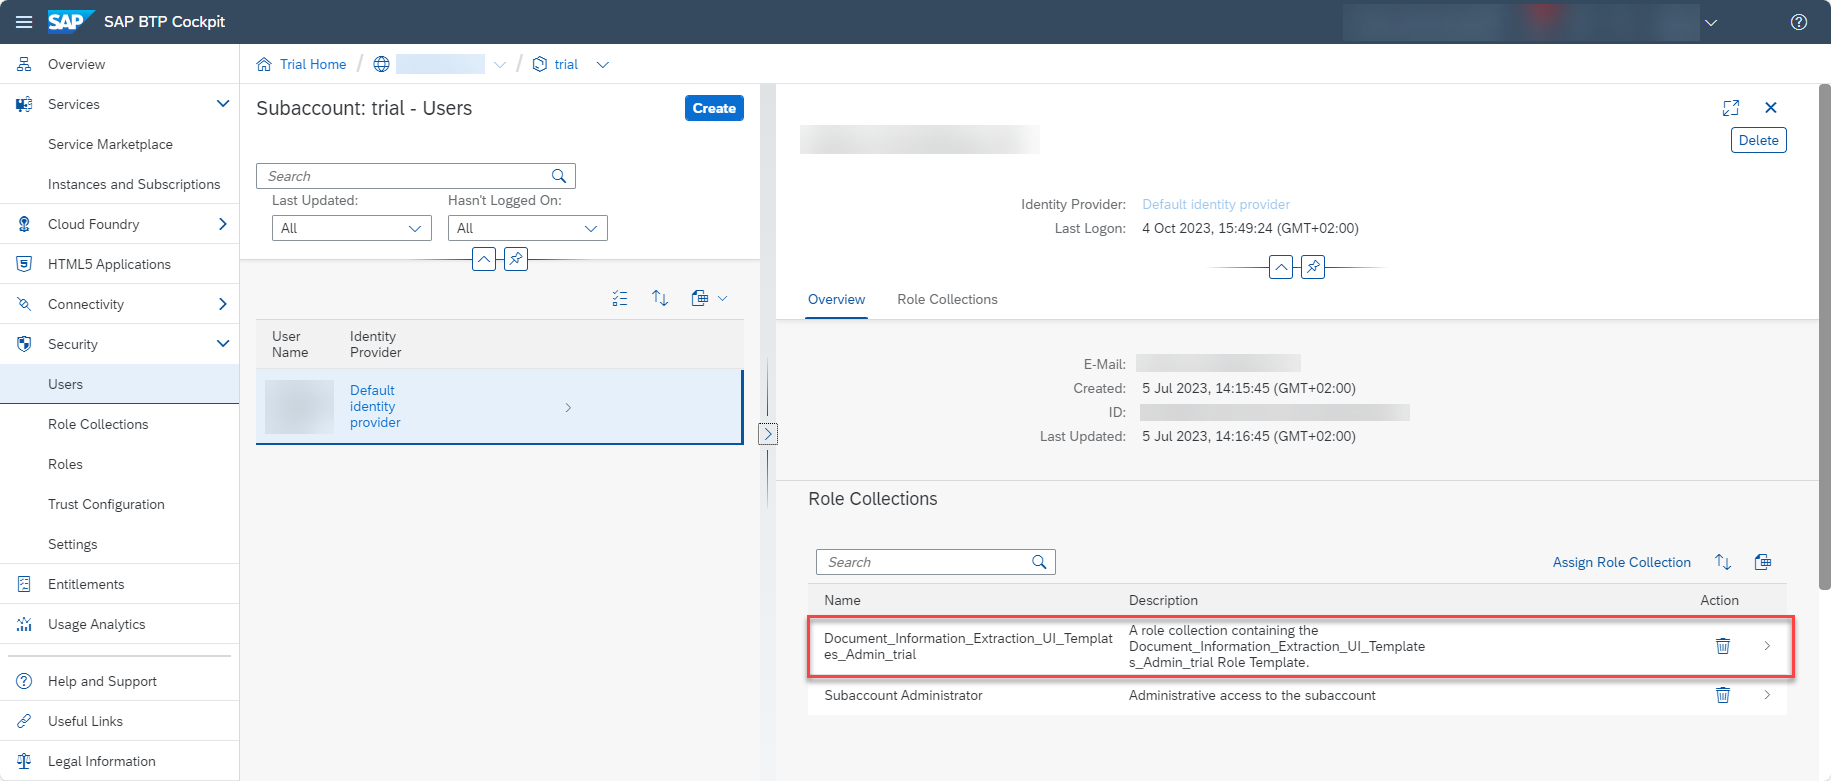 SAP SAP BTP Cockpit
Overview
Services
Service Marketplace
Instances and Subscriptions
Cloud Foundry
HTML5 Applications
Connectivity
Security
Users
Role Collections
Roles
Trust Configuration
Settings
Entitlements
Usage Analytics
Help and Support
Useful Links
Legal Information
Trial Home / / trial
Subaccount: trial - Users
Create
Search
Last Updated:
Hasn't Logged On:
All
All
User
Name
Identity
Provider
Default
identity
provider
Delete
Identity Provider: Default identity provider
Last Logon: 4 Oct 2023, 15:49:24 (GMT+02:00)
Overview
Role Collections
E-Mail:
Created: 5 Jul 2023, 14:15:45 (GMT+02:00)
ID:
Last Updated: 5 Jul 2023, 14:16:45 (GMT+02:00)
Role Collections
Search
Assign Role Collection
Name Description Action
Document_Information_Extraction_UI_Templat
es_Admin_trial
A role collection containing the
Document_Information_Extraction_UI_Template
s_Admin_trial Role Template.
Subaccount Administrator
Administrative access to the subaccount